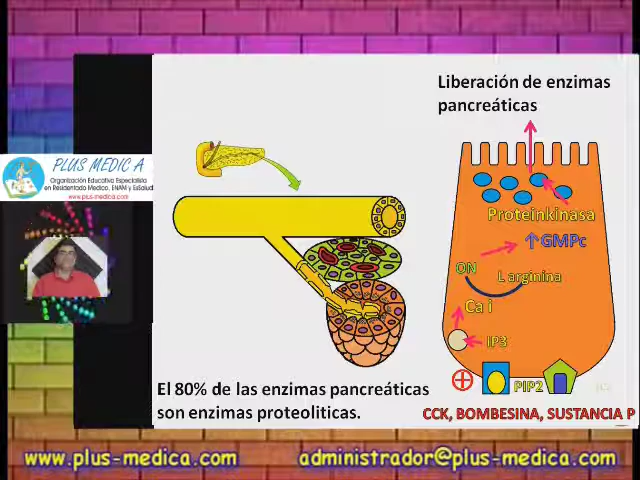 Liberación de enzimas
pancreáticas
PLUS MEDIC A
Organización Educativa Especialista
en Residentado Medico, ENAM y EsSalud
www.plus-medica.com
Proteinkinasa
GMPc
ON
L arginina
Ca i
IP3
PIP2
El 80% de las enzimas pancreáticas
son enzimas proteoliticas.
CCK, BOMBESINA, SUSTANCIA P
www.plus-medica.com
administrador@plus-medica.com